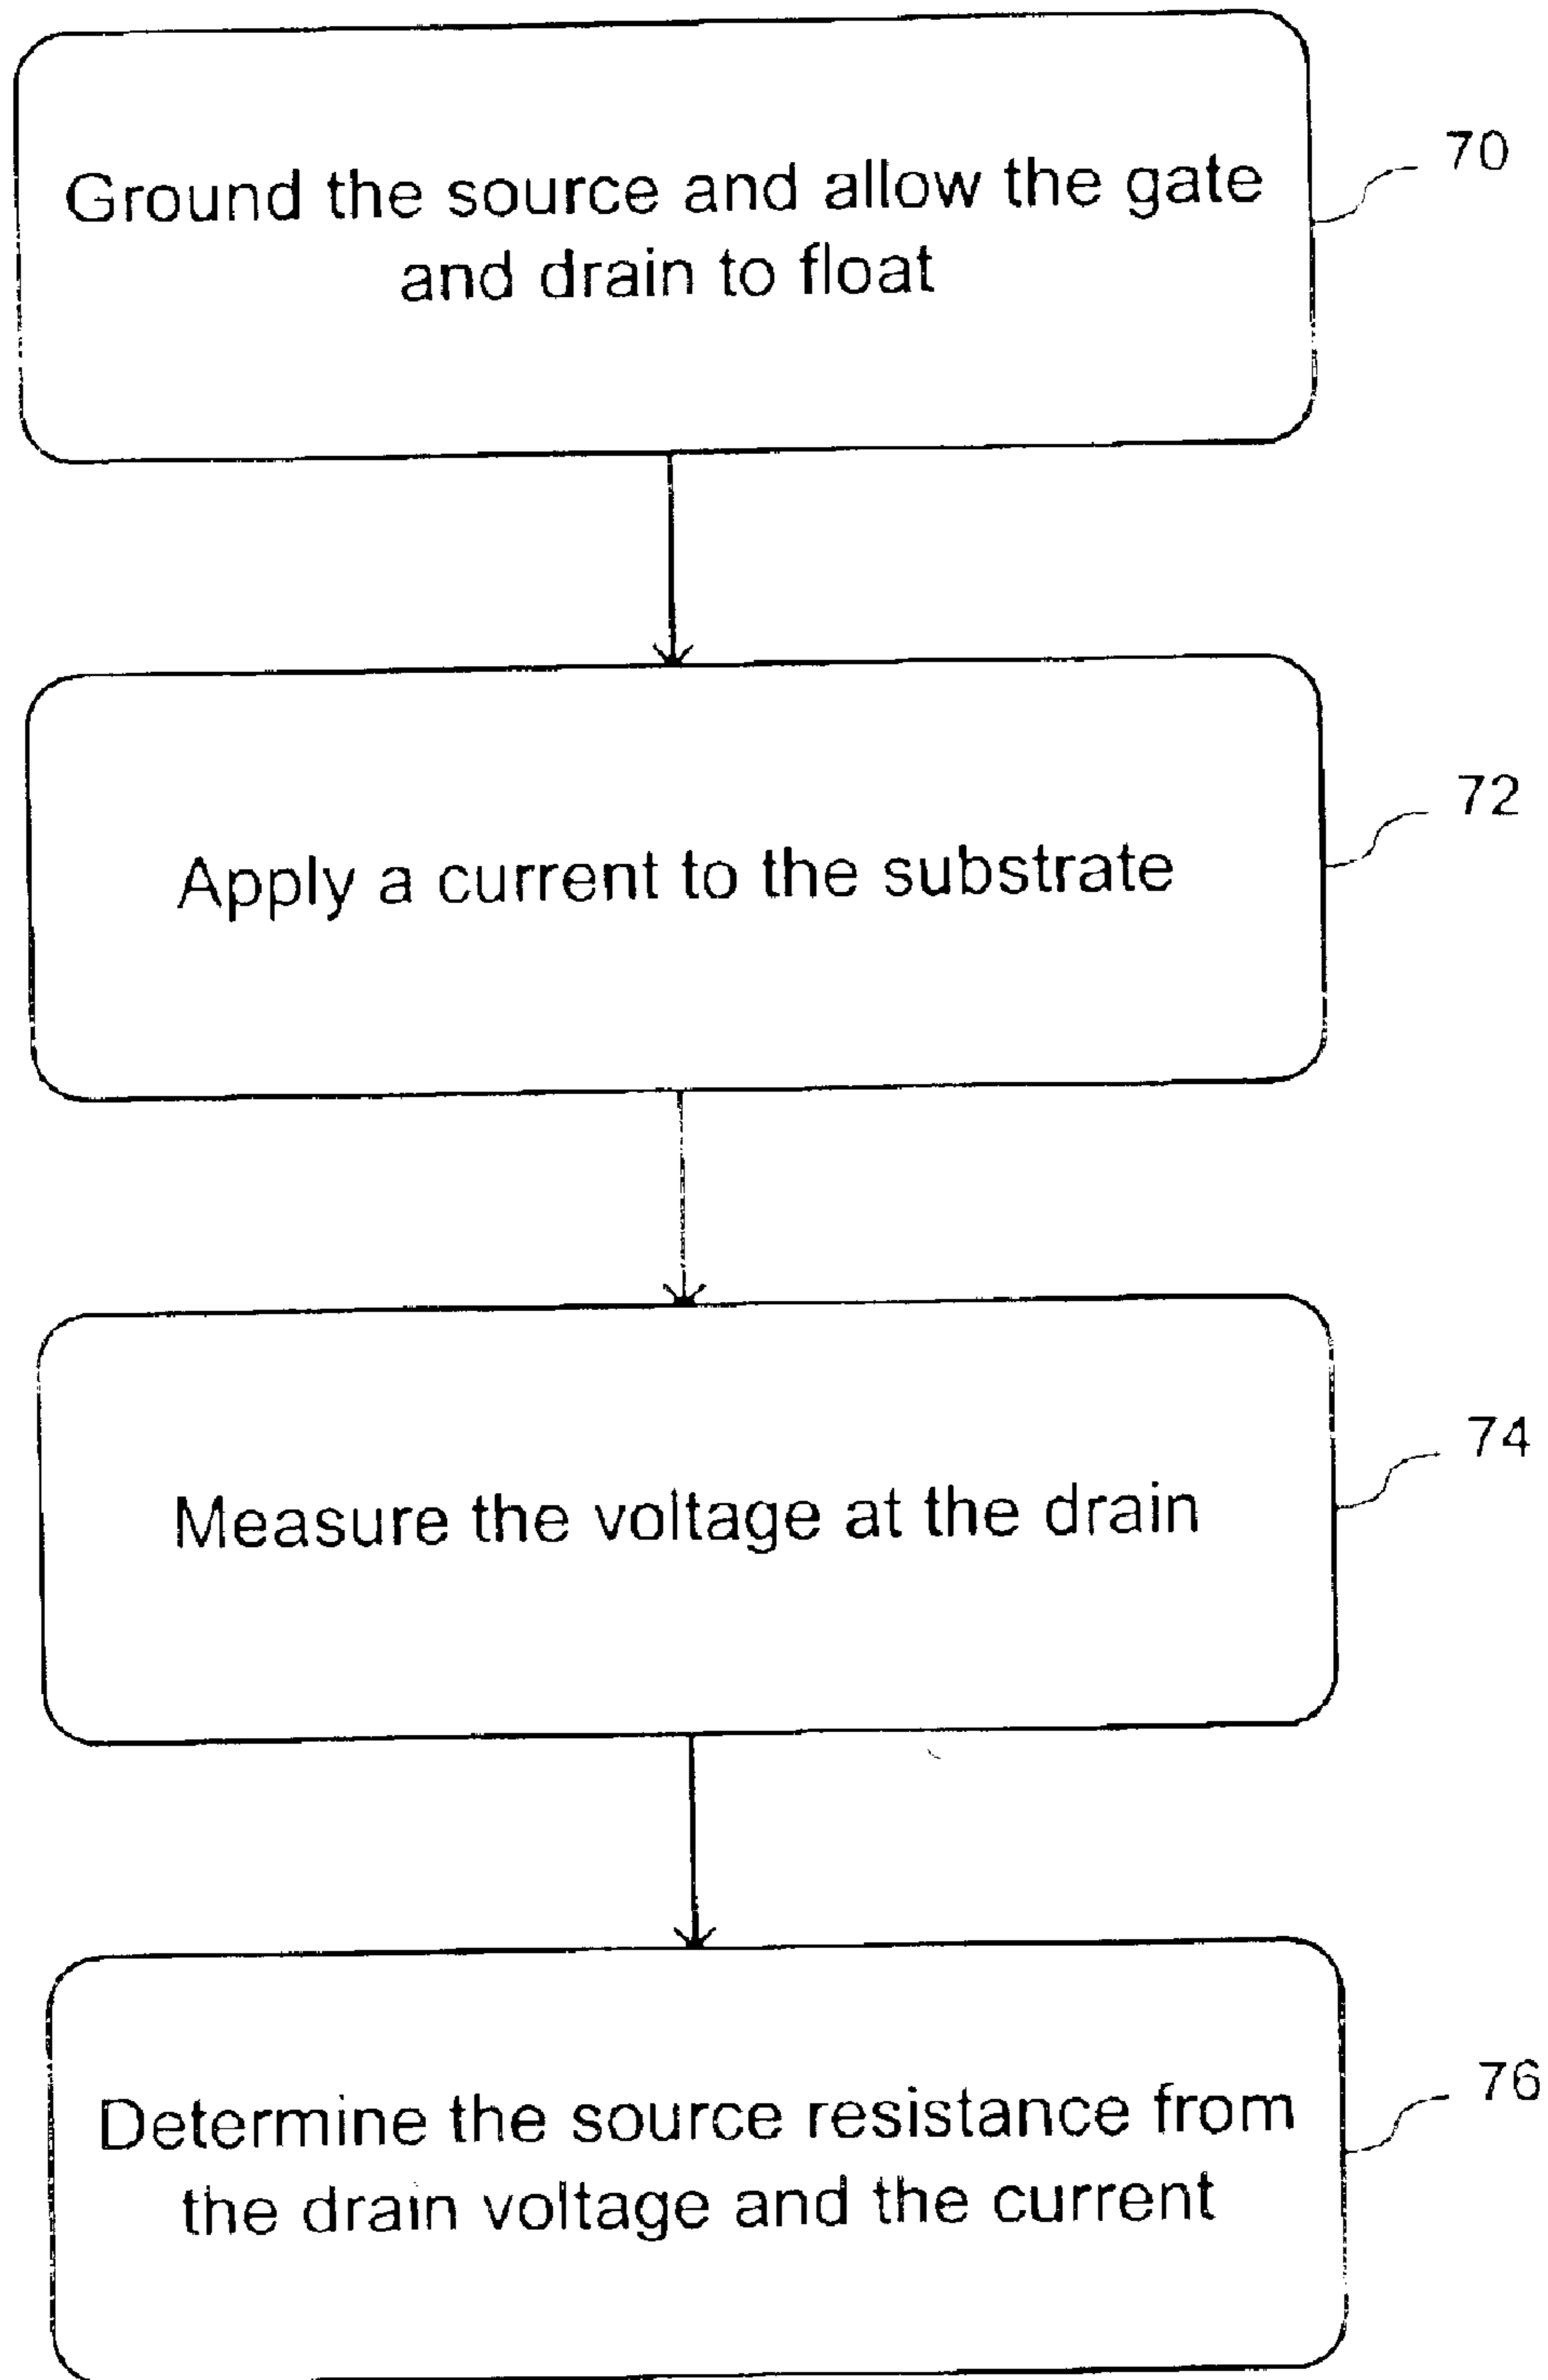 Ground the source and allow the gate
and drain to float
70
Apply a current to the substrate
72
Measure the voltage at the drain
74
Determine the source resistance from
the drain voltage and the current
76